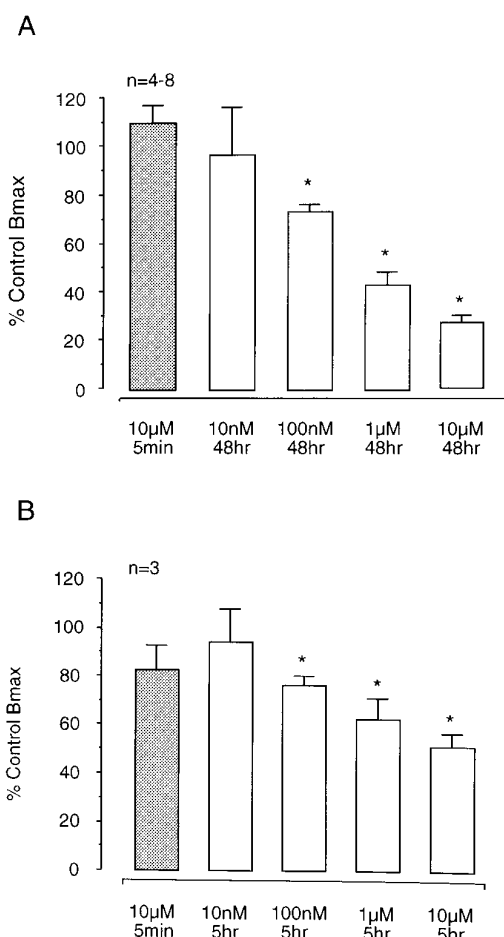 A
n=4-8
120
100
80
60
40
20
0
% Control Bmax
*
*
*
10µM 10nM 100nM 1µM 10µM
5min 48hr 48hr 48hr 48hr
B
n=3
120
100
80
60
40
20
0
% Control Bmax
*
*
*
10µM 10nM 100nM 1µM 10µM
5min 5hr 5hr 5hr 5hr